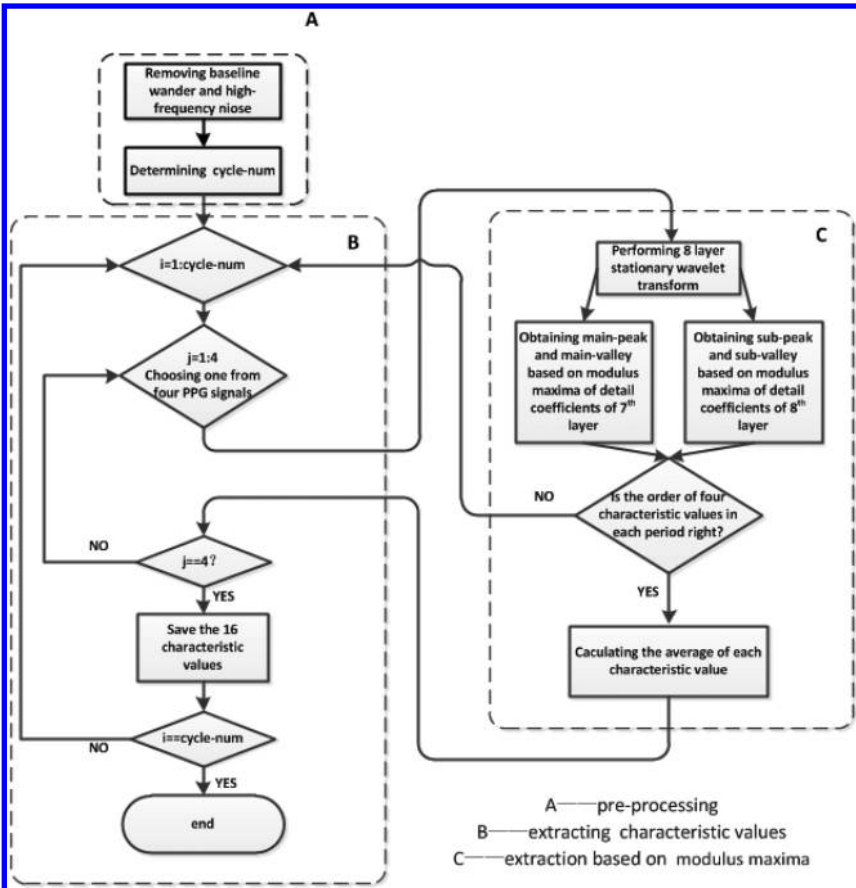 A
Removing baseline
wander and high-
frequency niose
Determining cycle-num
B
i=1:cycle-num
j=1:4
Choosing one from
four PPG signals
NO
j==4?
YES
Save the 16
characteristic
values
NO
i==cycle-num
YES
end
C
Performing 8 layer
stationary wavelet
transform
Obtaining main-peak
and main-valley
based on modulus
maxima of detail
coefficients of 7th
layer
Obtaining sub-peak
and sub-valley
based on modulus
maxima of detail
coefficients of 8th
layer
NO
Is the order of four
characteristic values in
each period right?
YES
Caculating the average of each
characteristic value
A——pre-processing
B——extracting characteristic values
C——extraction based on modulus maxima